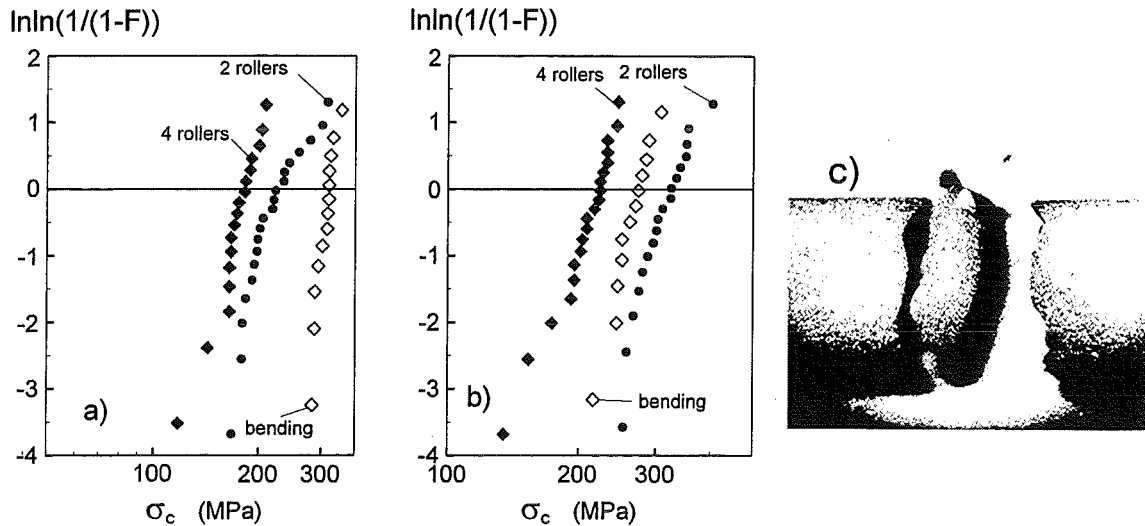 lnln(1/(1-F))
2
1
0
-1
-2
-3
-4
2 rollers
4 rollers
a)
bending
100
200
300
σc (MPa)
lnln(1/(1-F))
2
1
0
-1
-2
-3
-4
4 rollers
2 rollers
b)
bending
100
200
300
σc (MPa)
c)